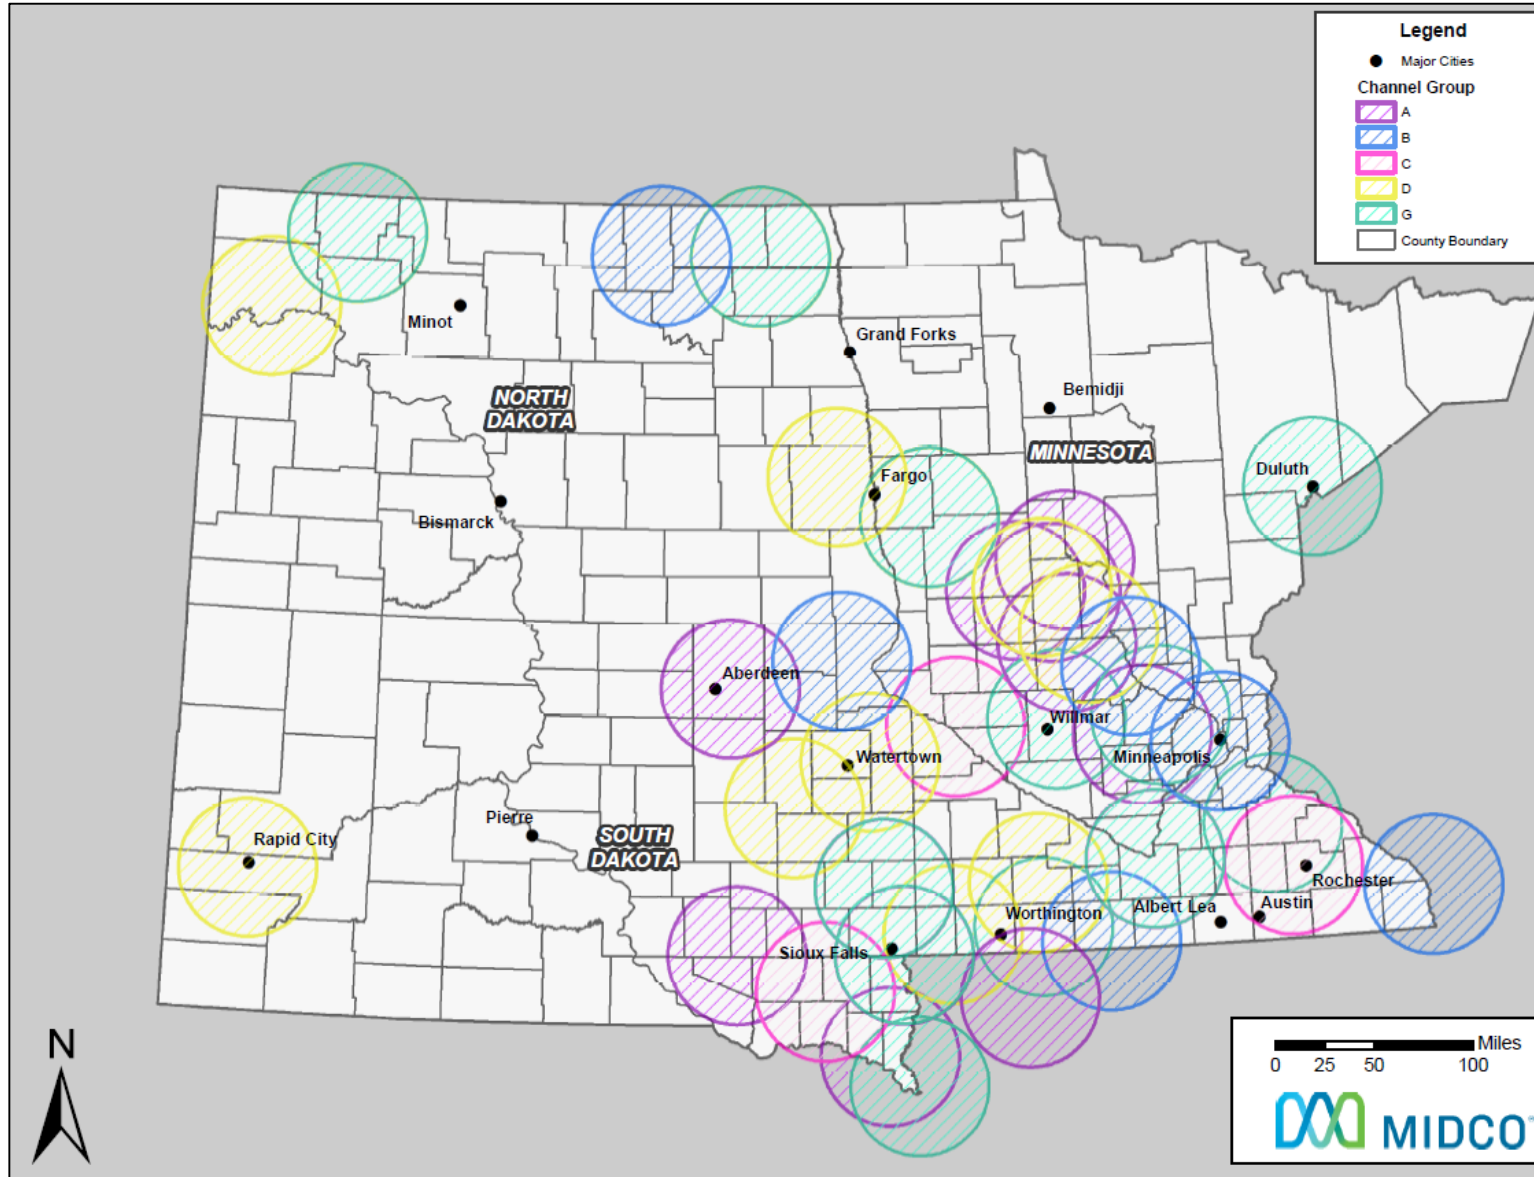 Legend
Major Cities
Channel Group
A
B
C
D
G
County Boundary
Minot
Grand Forks
NORTH
DAKOTA
Bemidji
MINNESOTA
Fargo
Duluth
Bismarck
Aberdeen
Willmar
Watertown
Minneapolis
Pierre
Rapid City
SOUTH
DAKOTA
Rochester
Austin
Albert Lea
Worthington
Sioux Falls
N
Miles
0 25 50 100
MIDCO